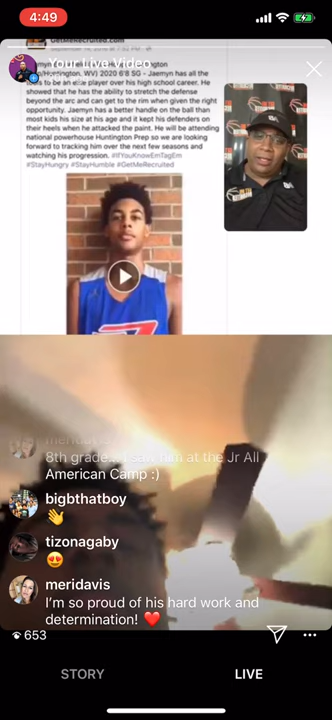 4:49
GetMeRecruited.com
Your Live Video
Huntington, WV) 2020 6'8 SG - Jaemyn has all the
to be an elite player over his high school career. He
showed that he has the ability to stretch the defense
beyond the arc and can get to the rim when given the right
opportunity. Jaemyn has a better handle on the ball than
most kids his size at his age and it kept his defenders on
their heels when he attacked the paint. He will be attending
national powerhouse Huntington Prep so we are looking
forward to tracking him over the next few seasons and
watching his progression. #IfYouKnowEmTagEm
#StayHungry #StayHumble #GetMeRecruited
meridavis
8th grade... I saw him at the Jr All
American Camp :)
bigbthatboy
👋
tizonagaby
😍
meridavis
I'm so proud of his hard work and
determination! ❤️
653
STORY
LIVE